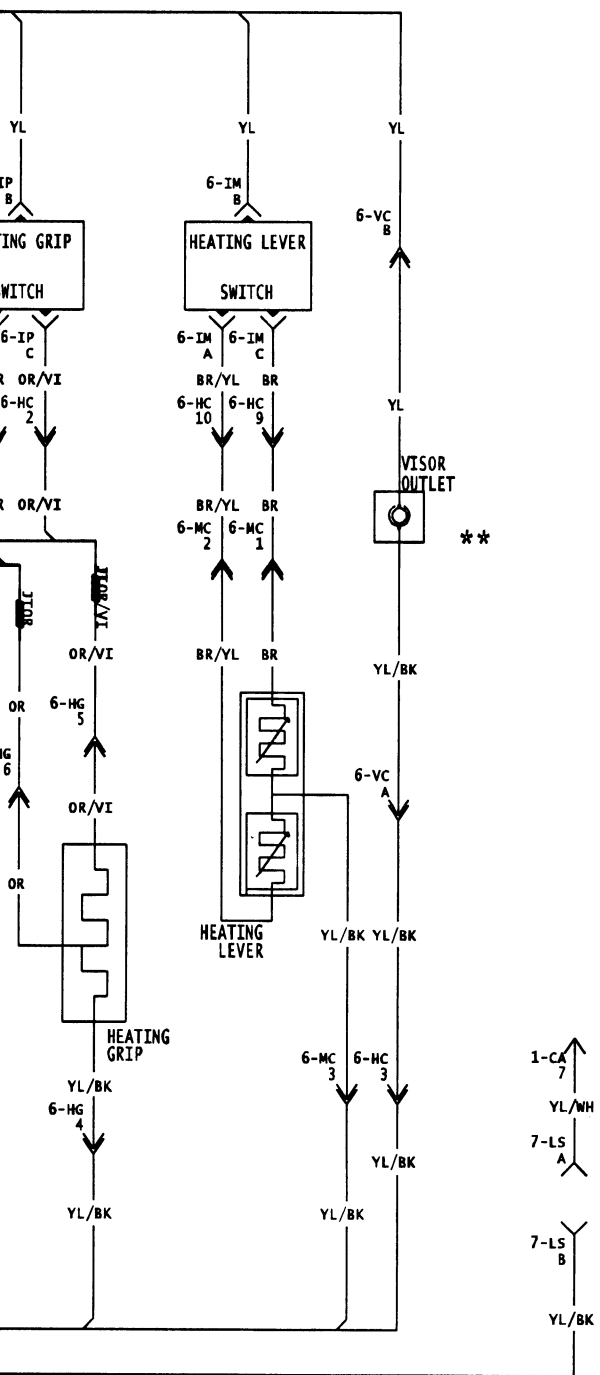 YL
YL
YL
IP
B
6-IM
B
6-VC
B
TING GRIP
WITCH
HEATING LEVER
SWITCH
6-IP
C
6-IM
A
6-IM
C
R
OR/VI
BR/YL
BR
6-HC
2
6-HC
10
6-HC
9
YL
VISOR
OUTLET
**
R
OR/VI
BR/YL
BR
6-MC
2
6-MC
1
JTOR
JTOR/VI
OR/VI
BR/YL
BR
YL/BK
OR
6-HG
5
HG
6
6-VC
A
OR/VI
OR
HEATING
LEVER
YL/BK
YL/BK
HEATING
GRIP
6-MC
3
6-HC
3
1-CA
7
YL/BK
6-HG
4
YL/WH
7-LS
A
YL/BK
YL/BK
YL/BK
7-LS
B
YL/BK